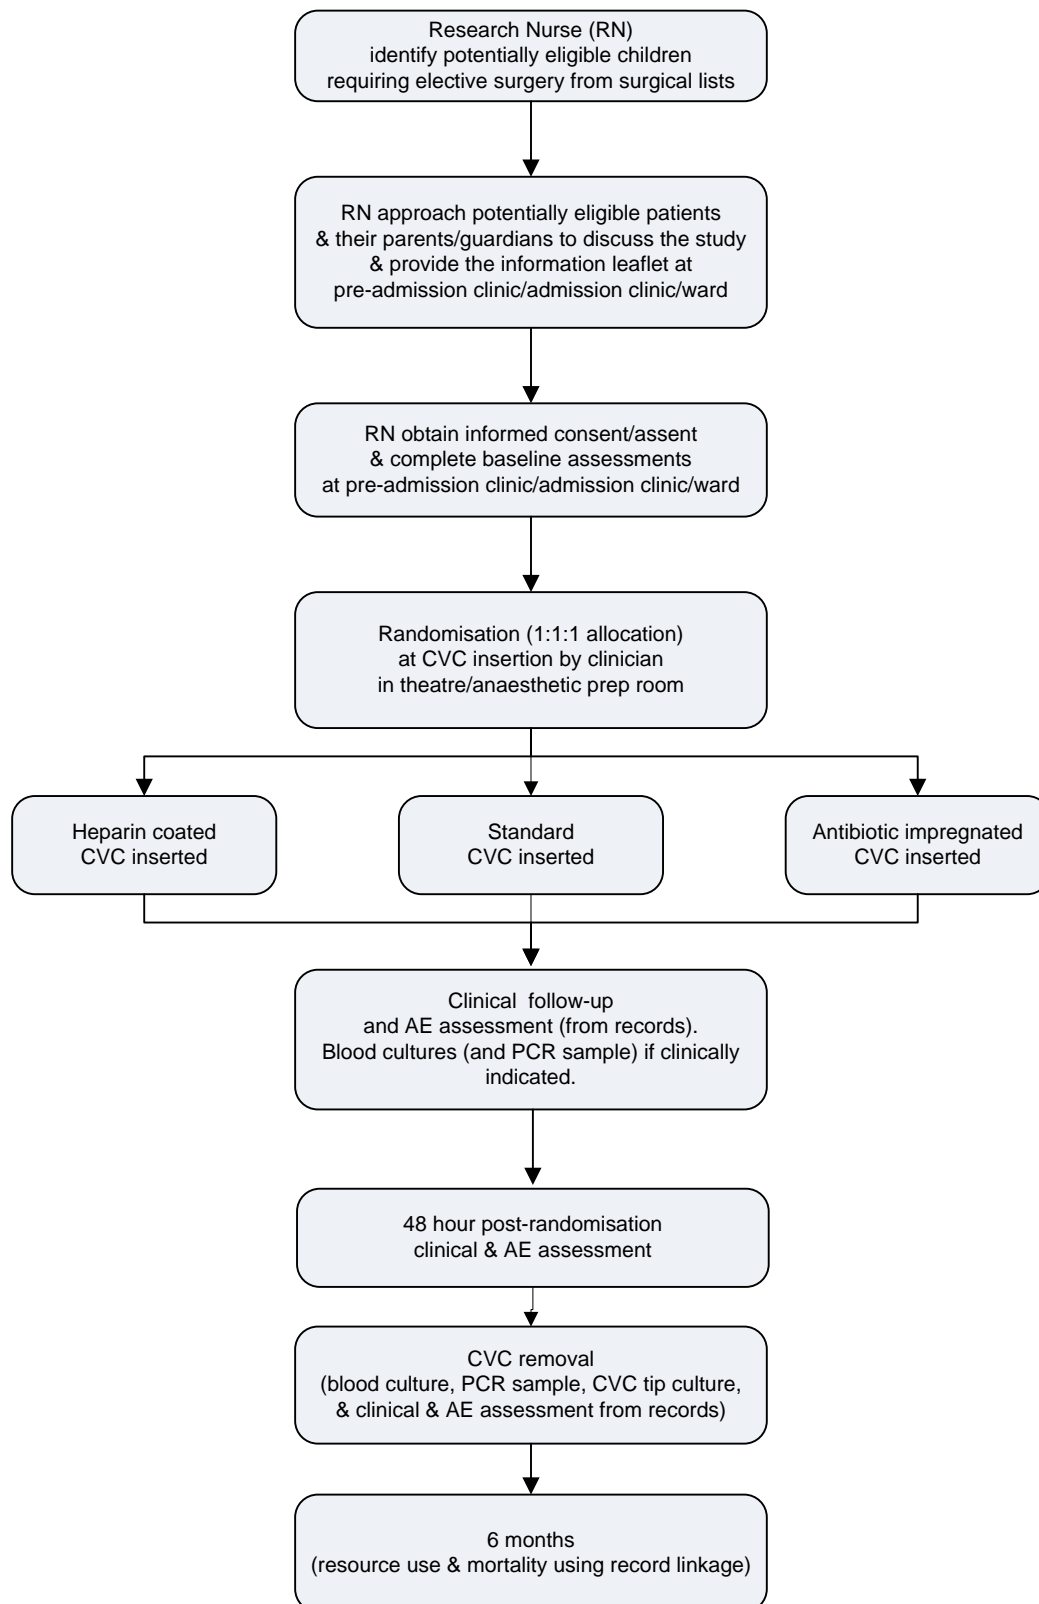 Research Nurse (RN)
identify potentially eligible children
requiring elective surgery from surgical lists
RN approach potentially eligible patients
& their parents/guardians to discuss the study
& provide the information leaflet at
pre-admission clinic/admission clinic/ward
RN obtain informed consent/assent
& complete baseline assessments
at pre-admission clinic/admission clinic/ward
Randomisation (1:1:1 allocation)
at CVC insertion by clinician
in theatre/anaesthetic prep room
Heparin coated
CVC inserted
Standard
CVC inserted
Antibiotic impregnated
CVC inserted
Clinical follow-up
and AE assessment (from records).
Blood cultures (and PCR sample) if clinically
indicated.
48 hour post-randomisation
clinical & AE assessment
CVC removal
(blood culture, PCR sample, CVC tip culture,
& clinical & AE assessment from records)
6 months
(resource use & mortality using record linkage)